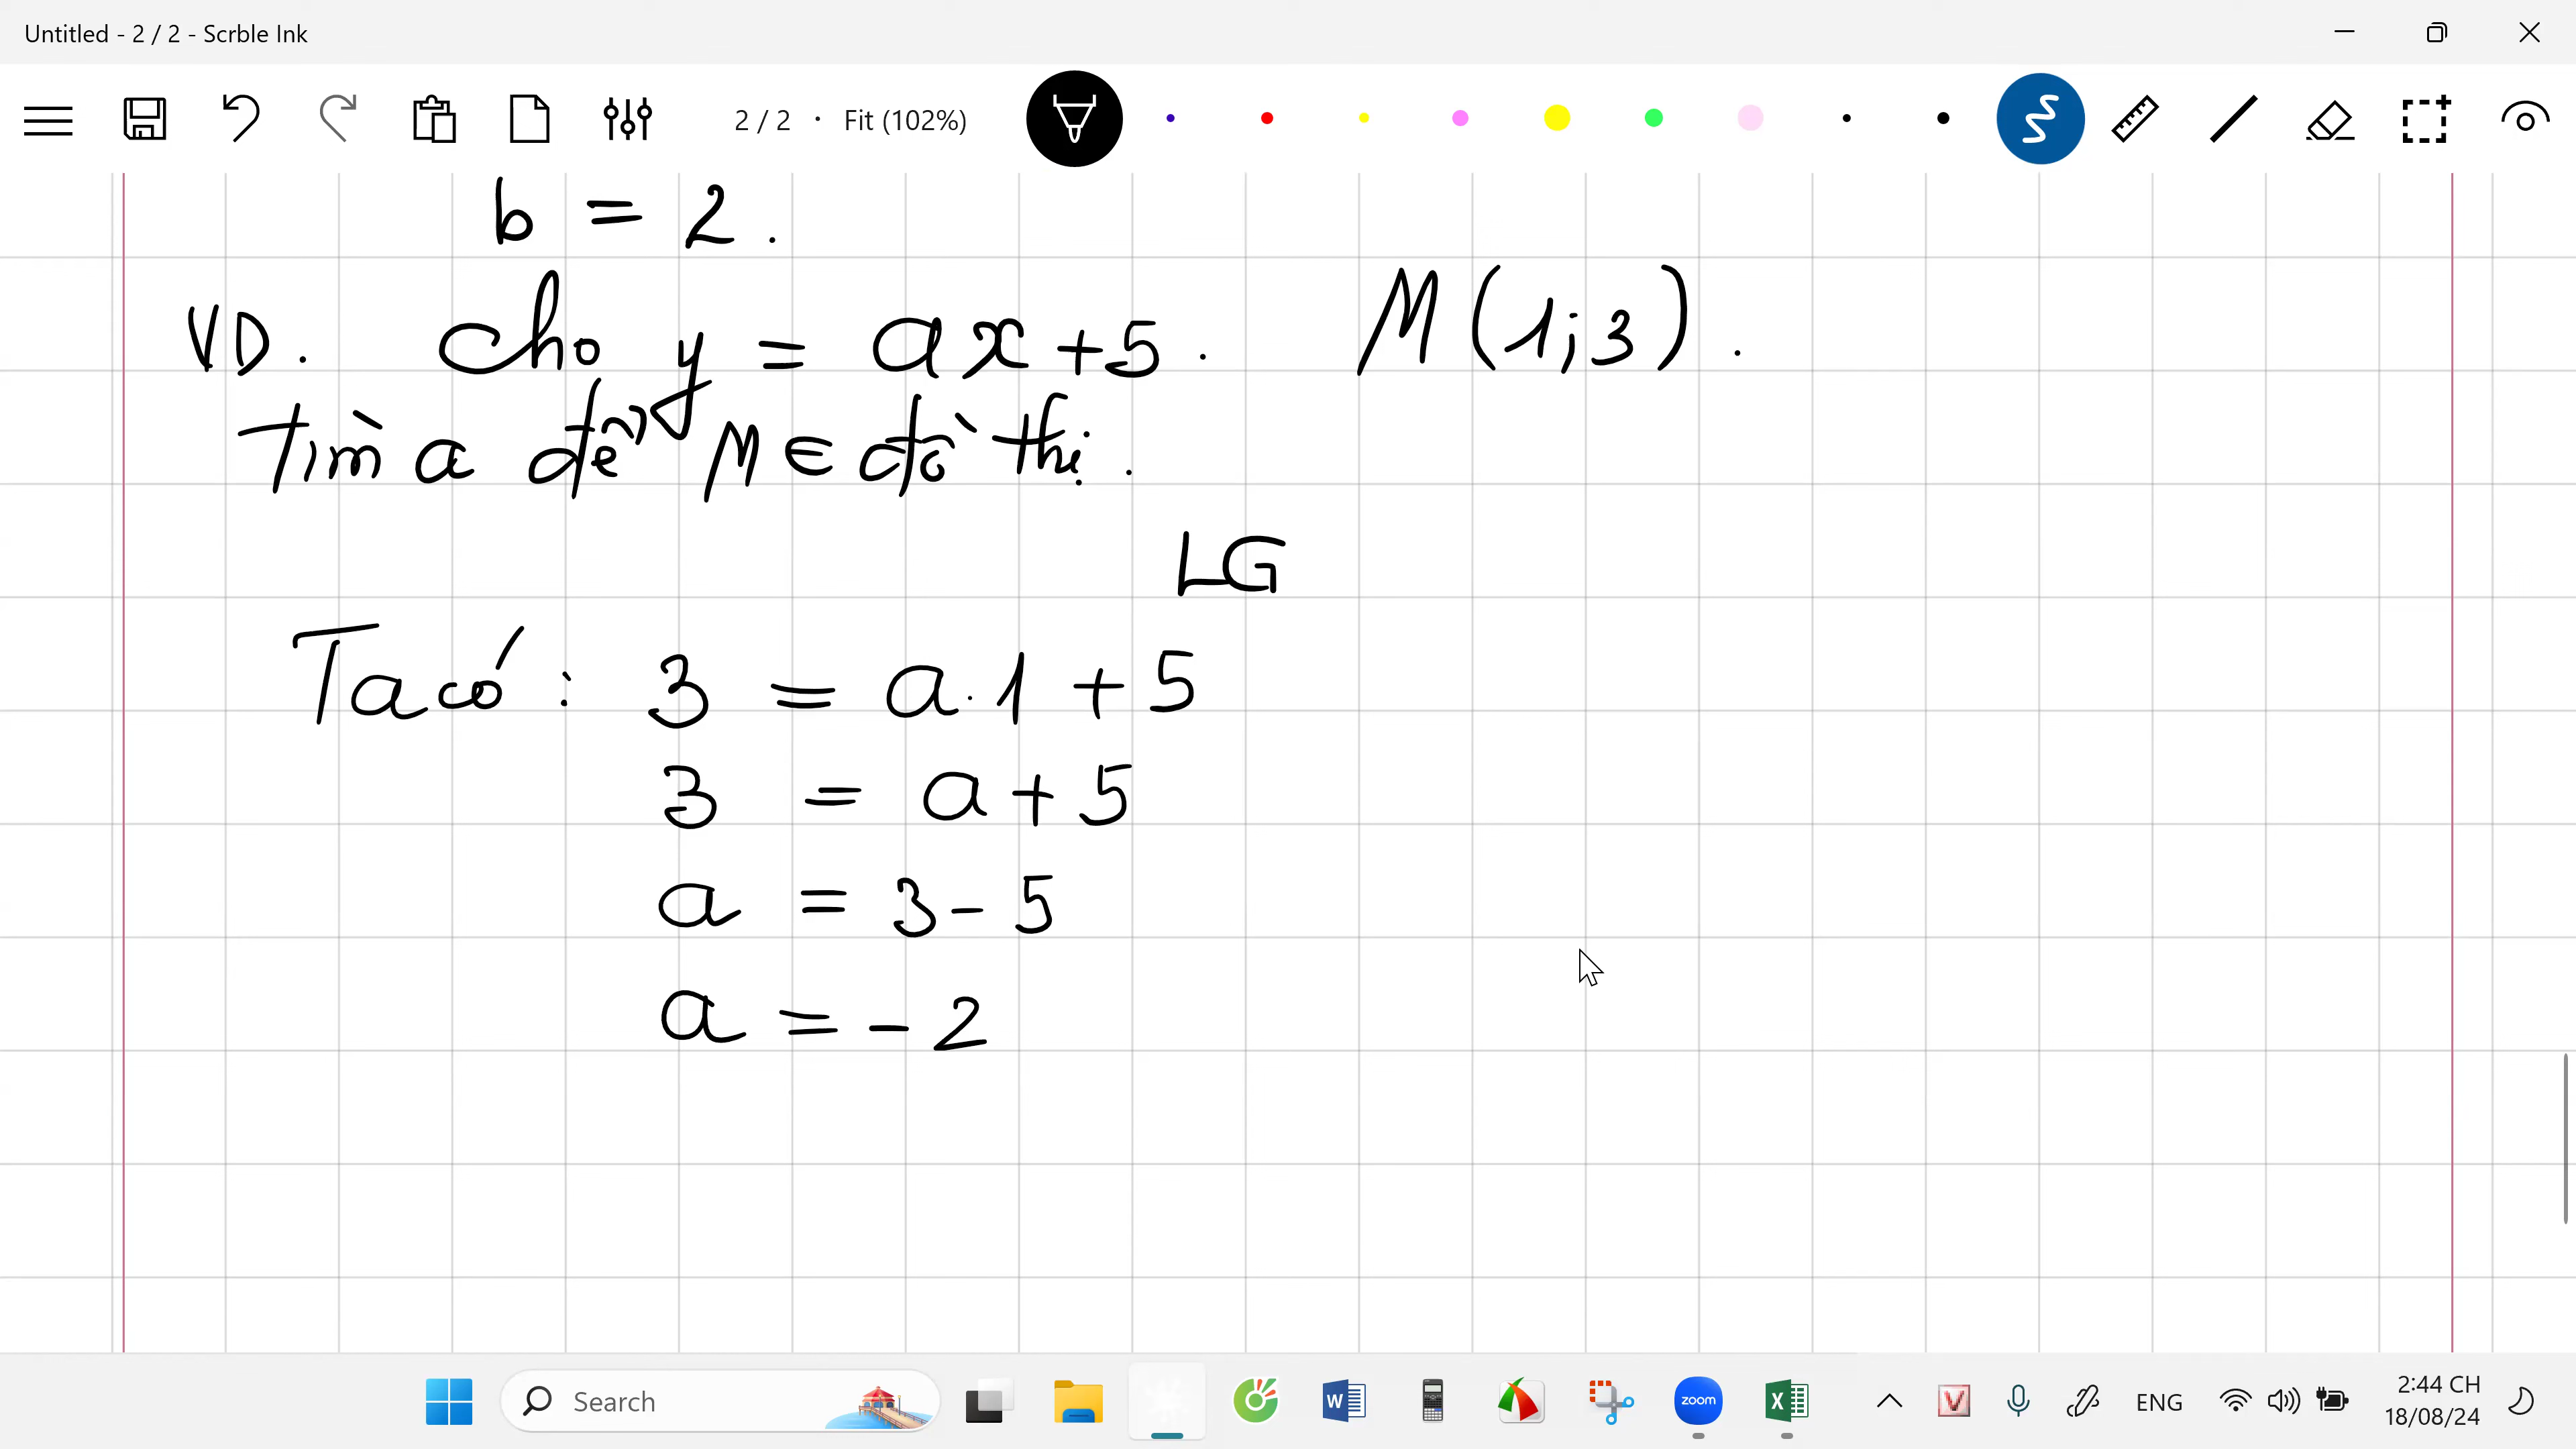 Untitled - 2 / 2 - Scrble Ink
2 / 2 · Fit (102%)
b = 2.
VD. Cho y = ax + 5. M(1; 3).
Tìm a để M ∈ đồ thị.
LG
Ta có: 3 = a.1 + 5
3 = a + 5
a = 3 - 5
a = -2
Search
zoom
ENG
2:44 CH
18/08/24